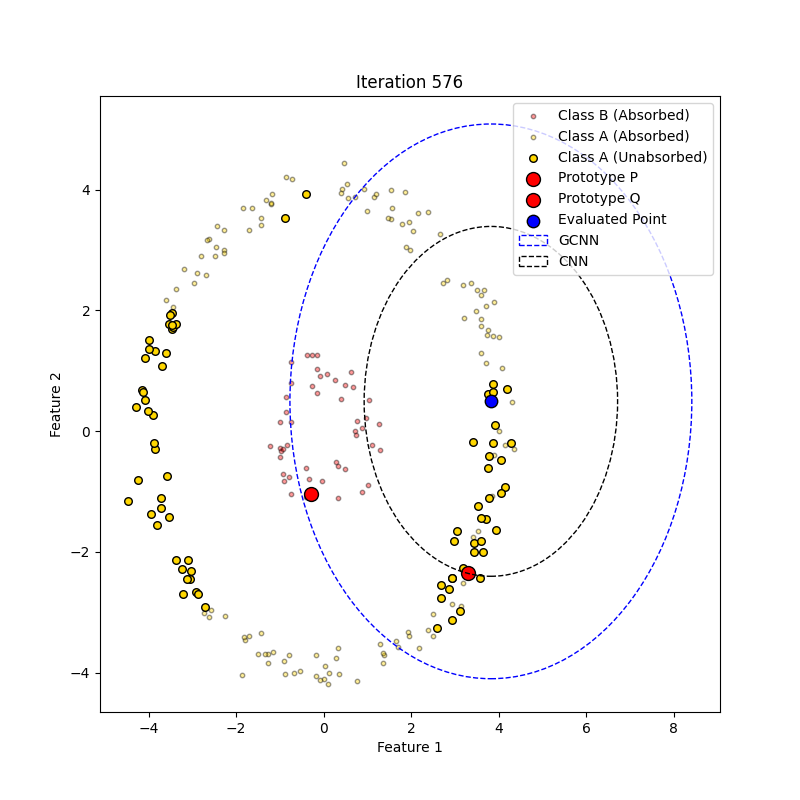 Iteration 576
Class B (Absorbed)
Class A (Absorbed)
Class A (Unabsorbed)
Prototype P
Prototype Q
Evaluated Point
GCNN
CNN
Feature 2
4
2
0
−2
−4
−4
−2
0
2
4
6
8
Feature 1